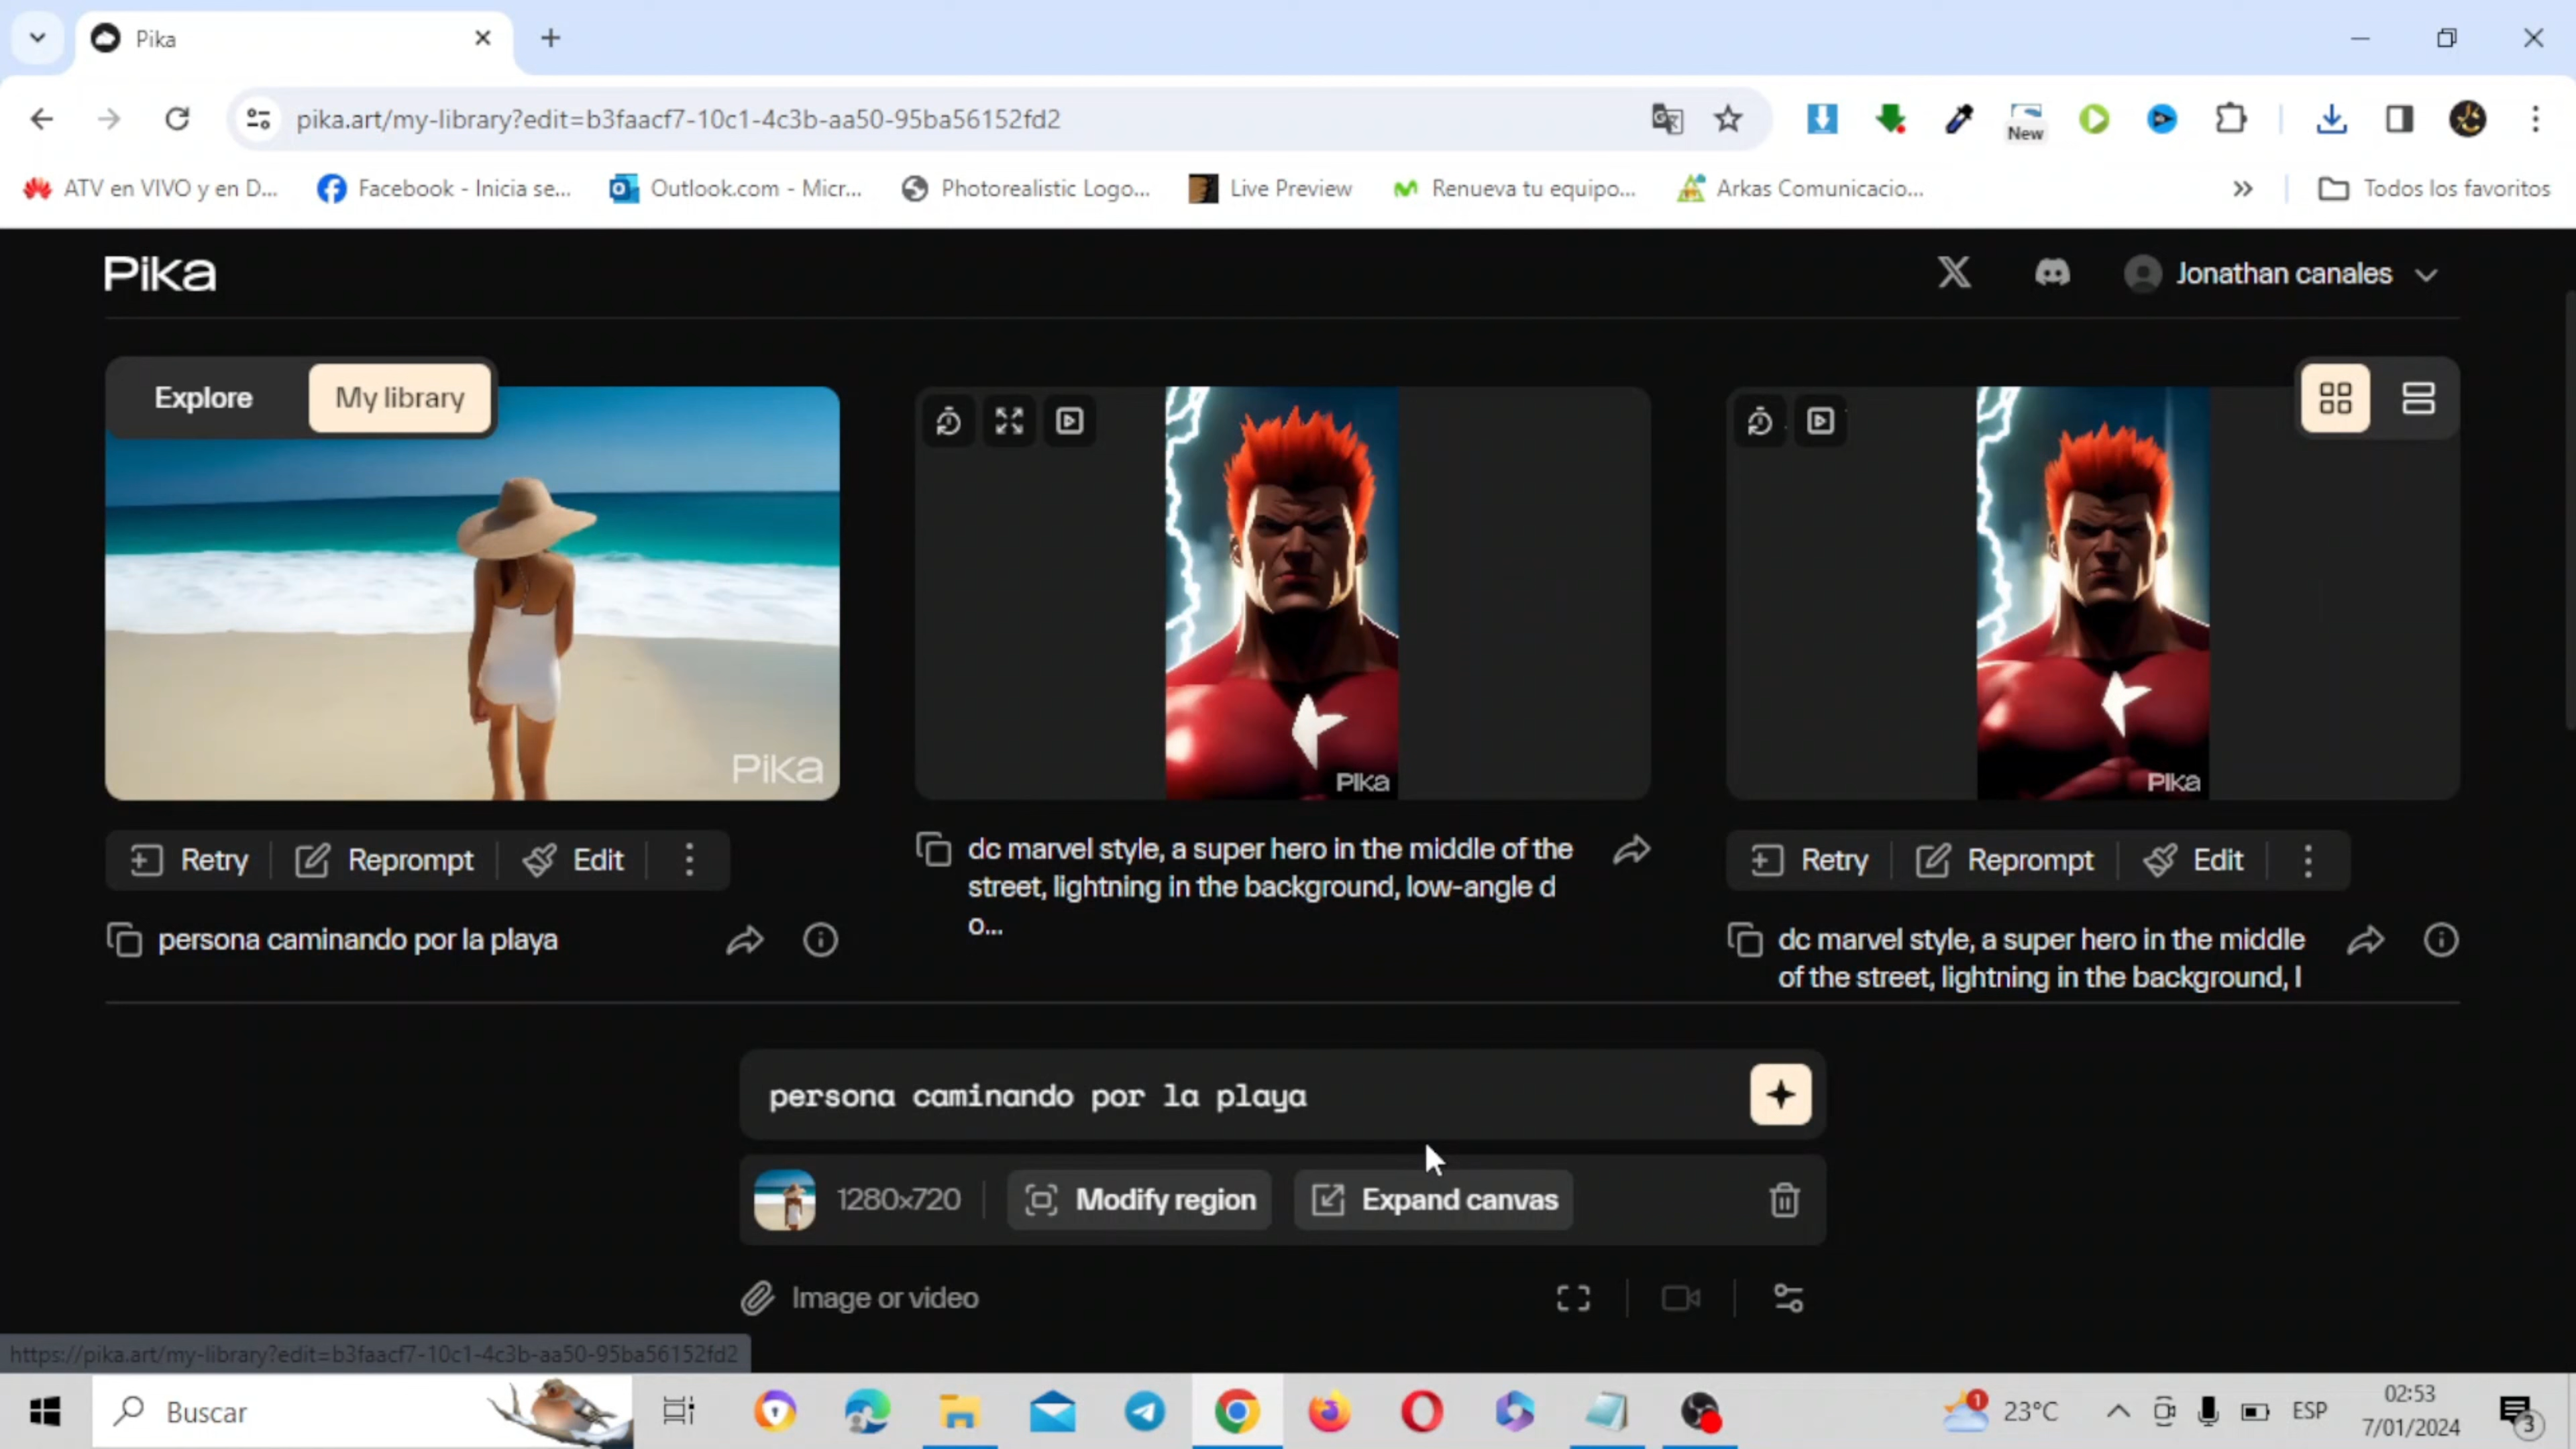 Pika
pika.art/my-library?edit=b3faacf7-10c1-4c3b-aa50-95ba56152fd2
New
ATV en VIVO y en D...
Facebook - Inicia se...
Outlook.com - Micr...
Photorealistic Logo...
Live Preview
Renueva tu equipo...
Arkas Comunicacio...
Todos los favoritos
Pika
Jonathan canales
Explore
My library
Pika
Pika
Pika
Retry
Reprompt
Edit
persona caminando por la playa
dc marvel style, a super hero in the middle of the
street, lightning in the background, low-angle d
o...
Retry
Reprompt
Edit
dc marvel style, a super hero in the middle
of the street, lightning in the background, l
persona caminando por la playa
1280×720
Modify region
Expand canvas
Image or video
https://pika.art/my-library?edit=b3faacf7-10c1-4c3b-aa50-95ba56152fd2
Buscar
1
23°C
ESP
02:53
7/01/2024
3